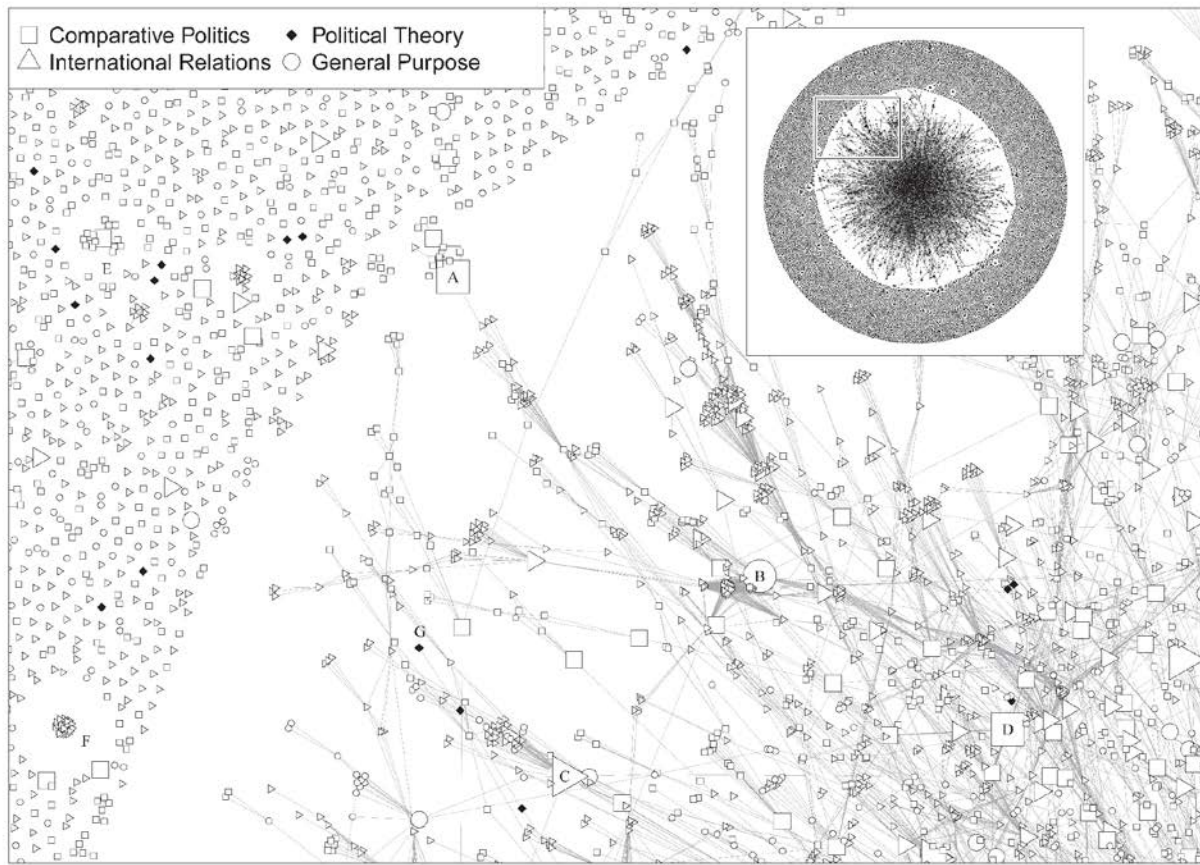 Comparative Politics
Political Theory
International Relations
General Purpose
E
A
B
G
F
C
D